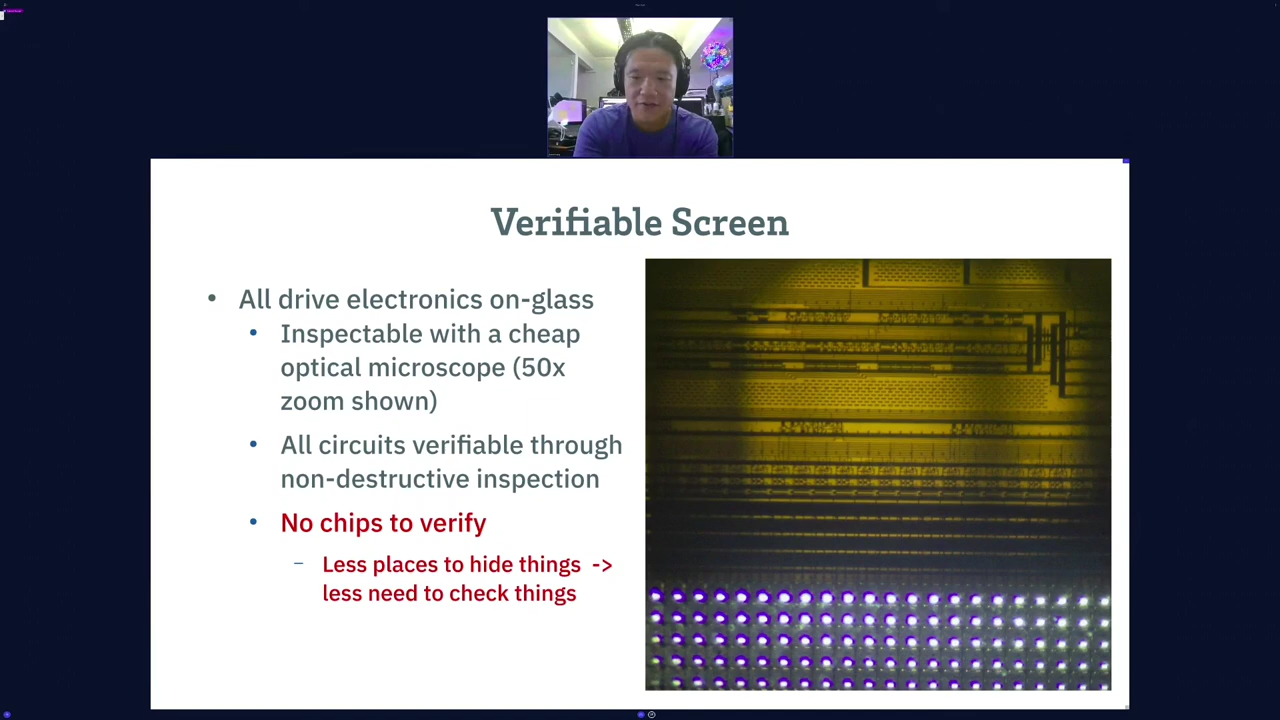 Verifiable Screen
• All drive electronics on-glass
• Inspectable with a cheap
optical microscope (50x
zoom shown)
• All circuits verifiable through
non-destructive inspection
• No chips to verify
– Less places to hide things ->
less need to check things